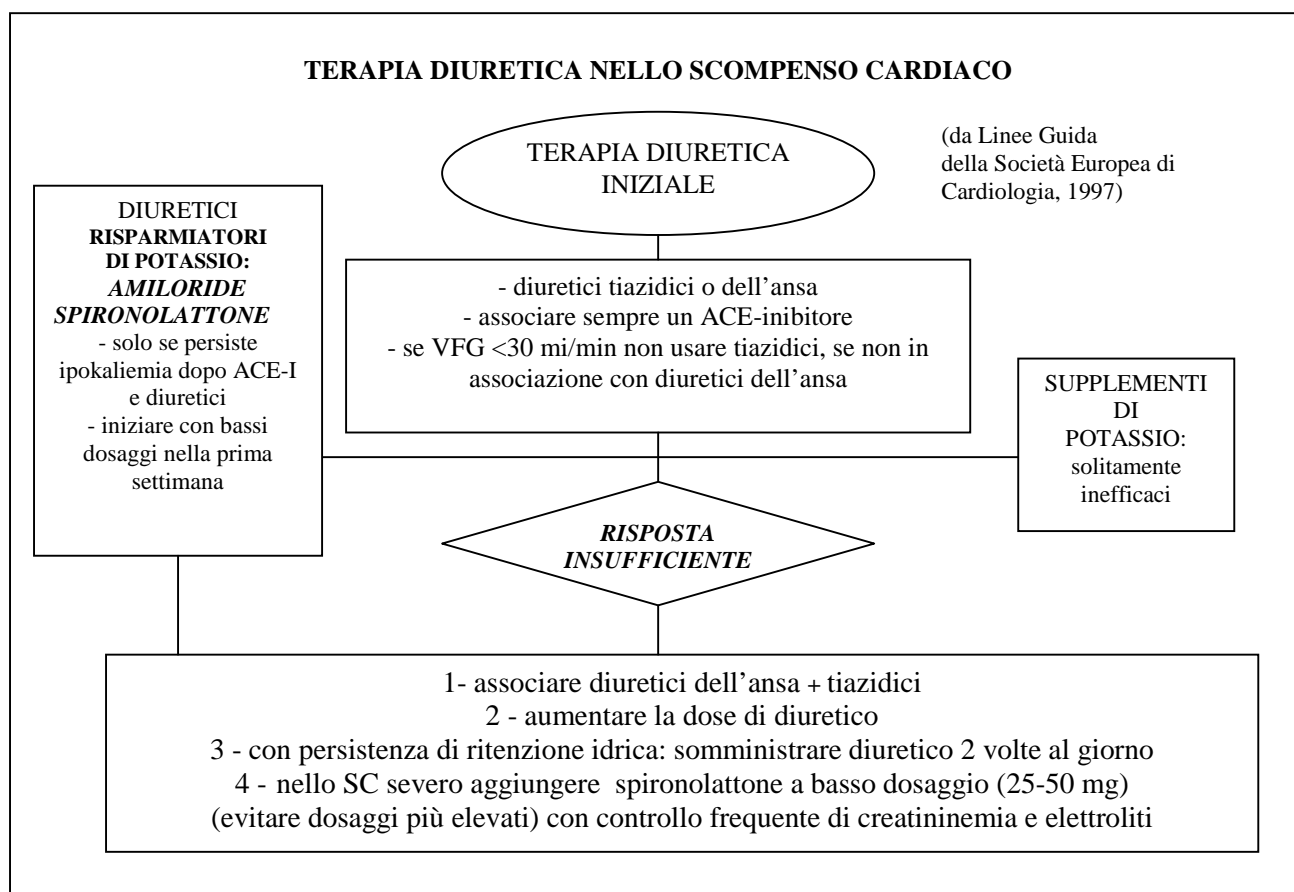 TERAPIA DIURETICA NELLO SCOMPENSO CARDIACO
TERAPIA DIURETICA
INIZIALE
(da Linee Guida
della Società Europea di
Cardiologia, 1997)
DIURETICI
RISPARMIATORI
DI POTASSIO:
AMILORIDE
SPIRONOLATTONE
- solo se persiste
ipokaliemia dopo ACE-I
e diuretici
- iniziare con bassi
dosaggi nella prima
settimana
- diuretici tiazidici o dell’ansa
- associare sempre un ACE-inibitore
- se VFG <30 mi/min non usare tiazidici, se non in
associazione con diuretici dell’ansa
SUPPLEMENTI
DI
POTASSIO:
solitamente
inefficaci
RISPOSTA
INSUFFICIENTE
1- associare diuretici dell’ansa + tiazidici
2 - aumentare la dose di diuretico
3 - con persistenza di ritenzione idrica: somministrare diuretico 2 volte al giorno
4 - nello SC severo aggiungere spironolattone a basso dosaggio (25-50 mg)
(evitare dosaggi più elevati) con controllo frequente di creatininemia e elettroliti